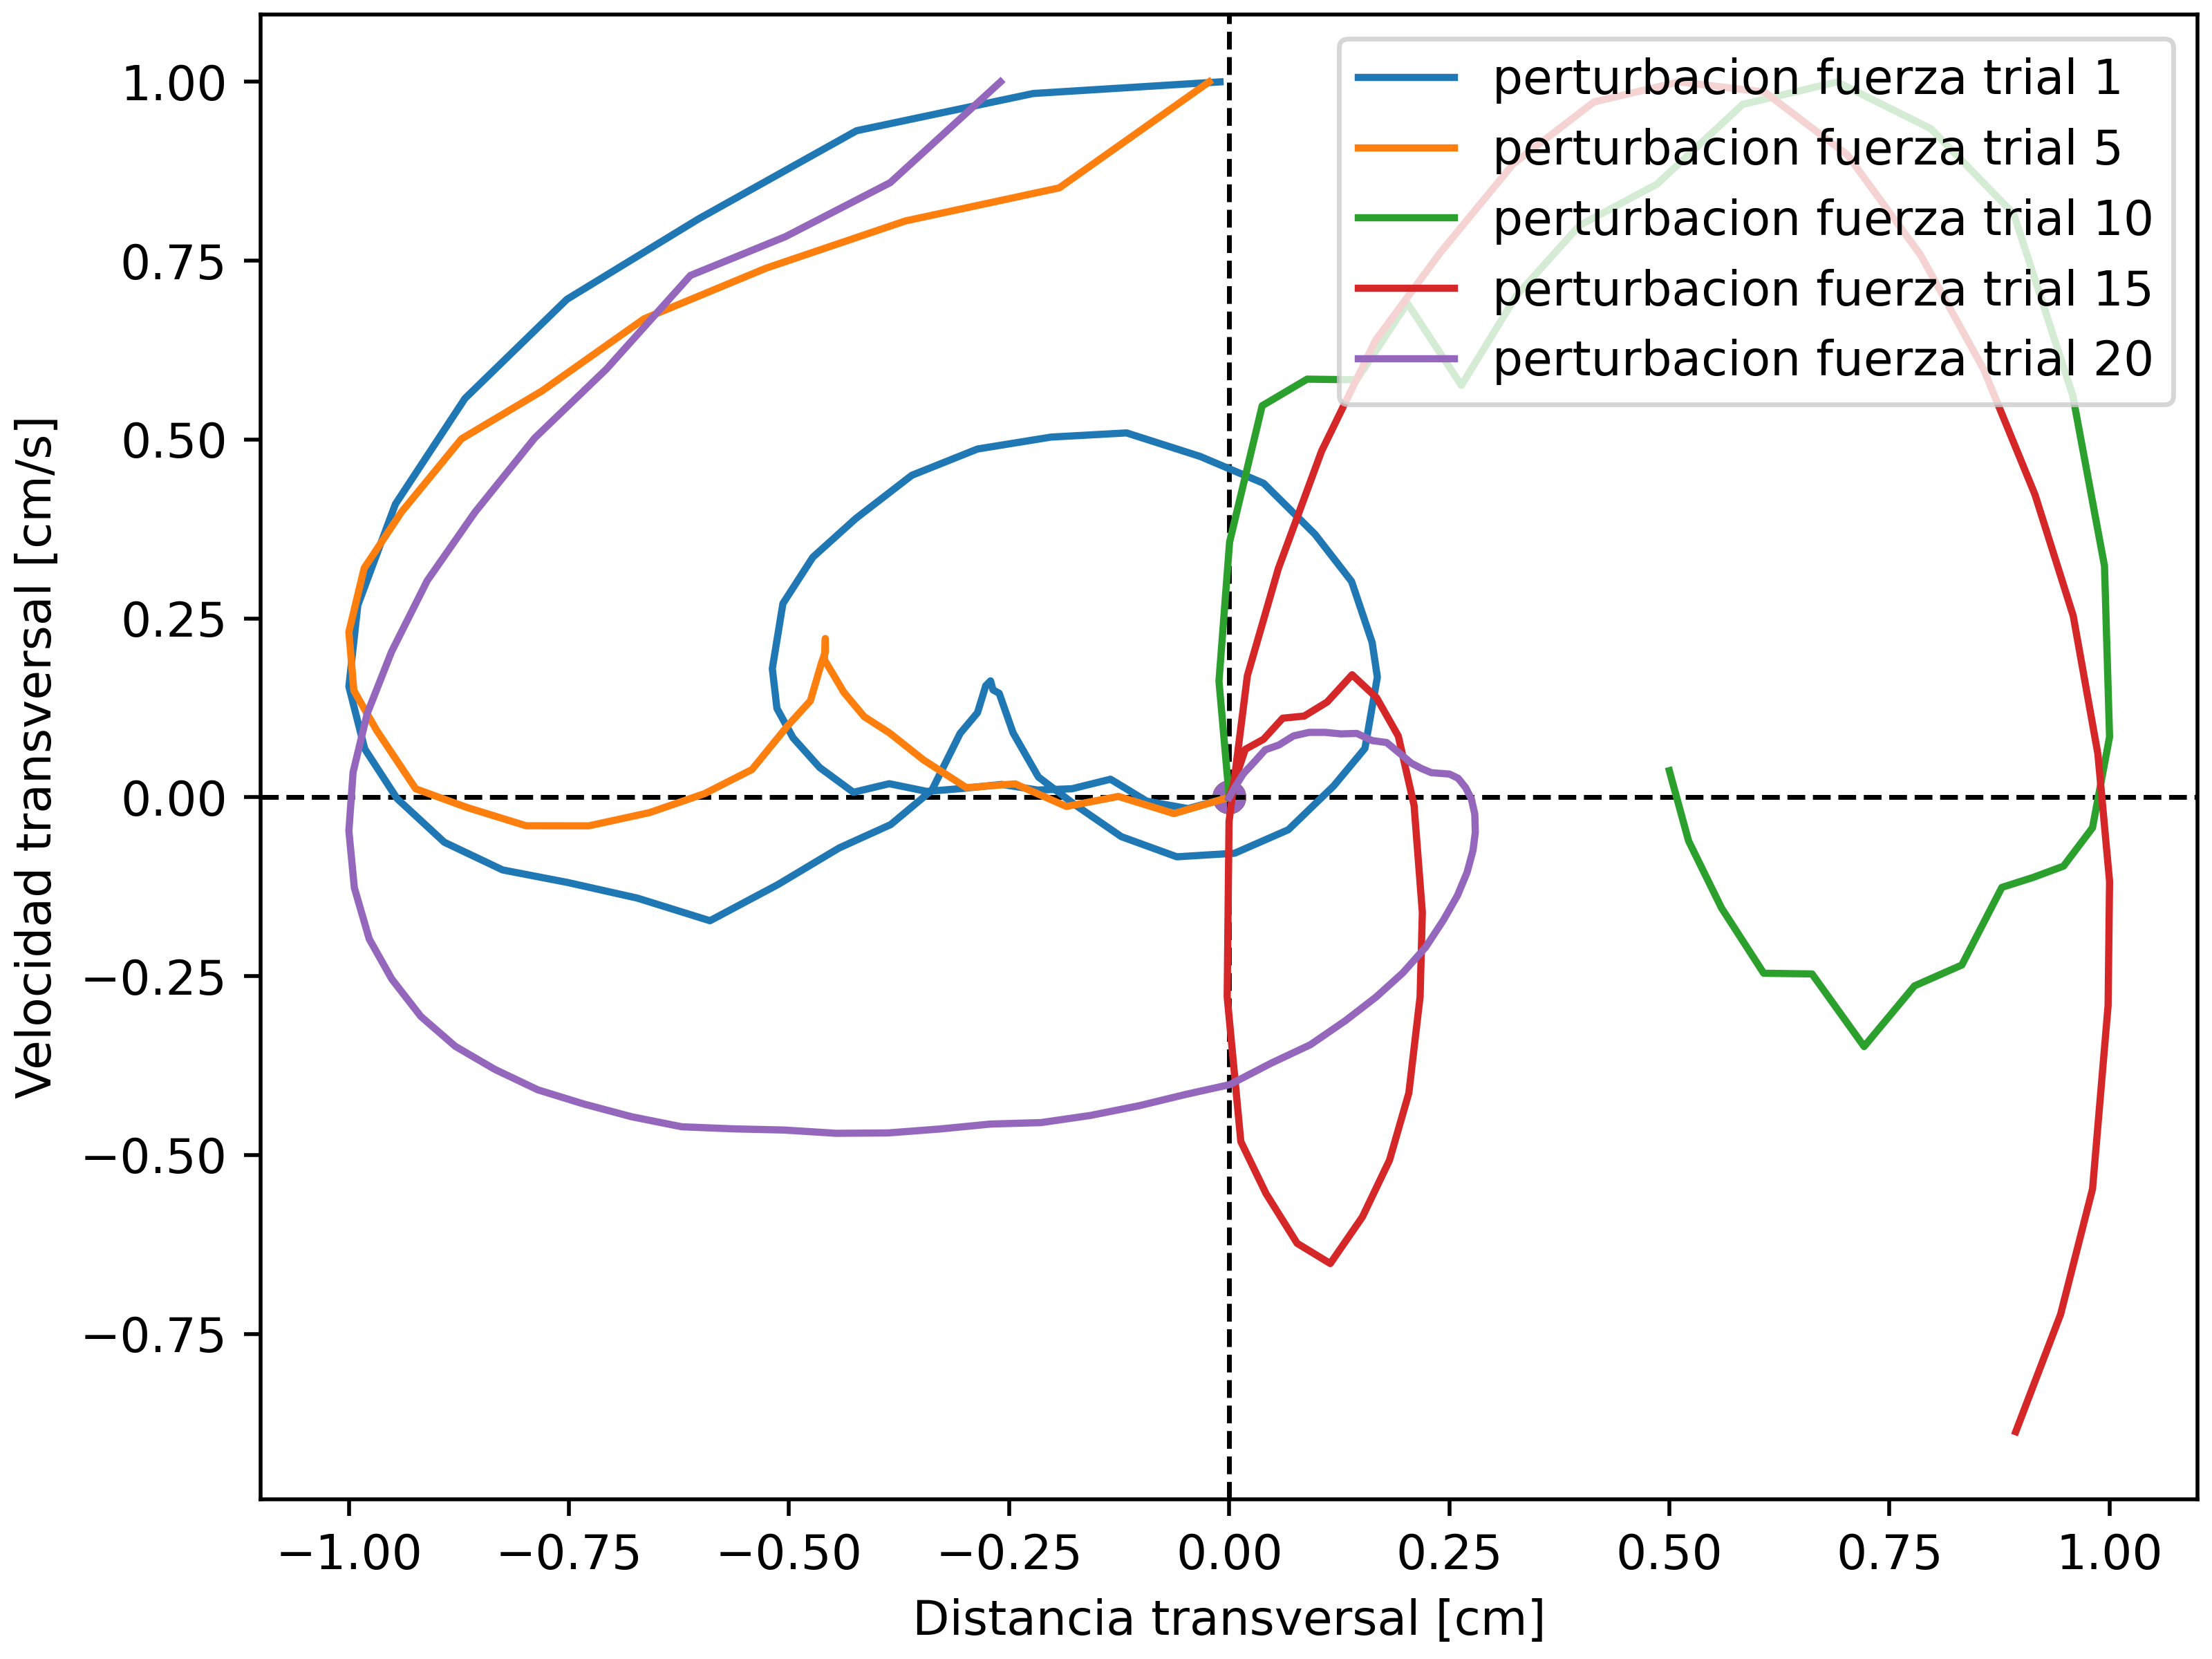 perturbacion fuerza trial 1
perturbacion fuerza trial 5
perturbacion fuerza trial 10
perturbacion fuerza trial 15
perturbacion fuerza trial 20
Velocidad transversal [cm/s]
1.00
0.75
0.50
0.25
0.00
−0.25
−0.50
−0.75
−1.00 −0.75 −0.50 −0.25 0.00 0.25 0.50 0.75 1.00
Distancia transversal [cm]